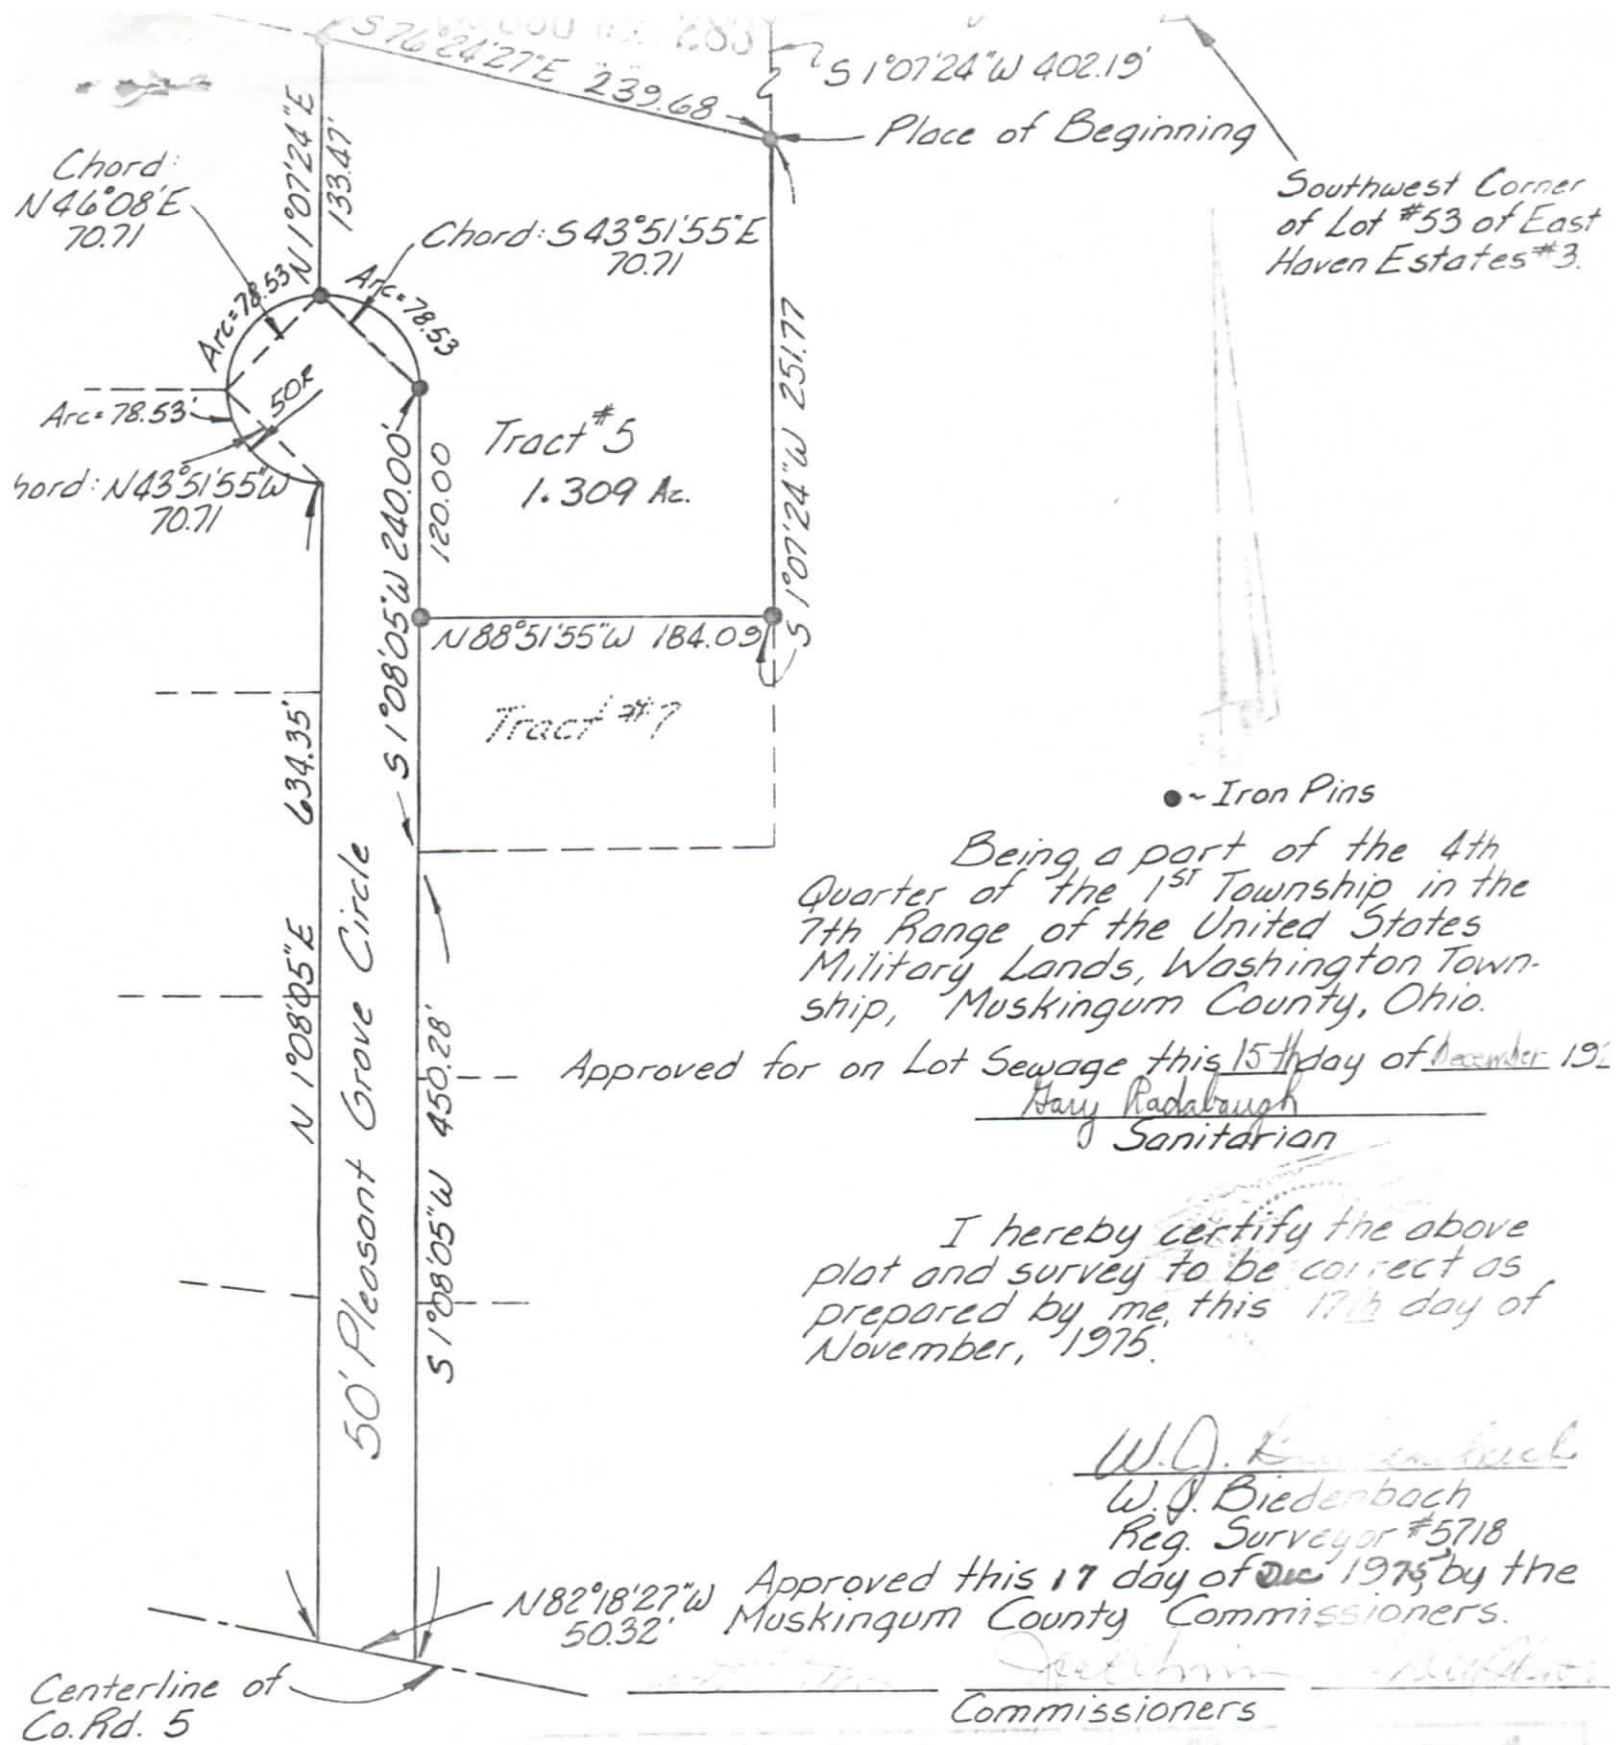 S 76°24'27"E 239.68
S 1°07'24"W 402.19'
Place of Beginning
Southwest Corner
of Lot #53 of East
Haven Estates #3.
Chord:
N46°08'E
70.71
N 1°07'24"E
133.47'
Chord: S43°51'55"E
70.71
Arc=78.53
Arc=78.53
50R
Arc=78.53'
hord: N43°51'55"W
70.71
Tract #5
1.309 Ac.
S 1°07'24"W 251.77
S 1°08'05"W 240.00'
120.00
N88°51'55"W 184.09
Tract #7
N 1°08'05"E 634.35'
50' Pleasant Grove Circle
S 1°08'05"W 450.28'
●~Iron Pins
Being a part of the 4th
Quarter of the 1ST Township in the
7th Range of the United States
Military Lands, Washington Town-
ship, Muskingum County, Ohio.
Approved for on Lot Sewage this 15th day of December 19
Gary Radabaugh
Sanitarian
I hereby certify the above
plat and survey to be correct as
prepared by me, this 17th day of
November, 1975.
W.J.
W.J. Biedenbach
Reg. Surveyor #5718
N82°18'27"W
50.32'
Approved this 17 day of Dec 1975, by the
Muskingum County Commissioners.
Commissioners
Centerline of
Co. Rd. 5